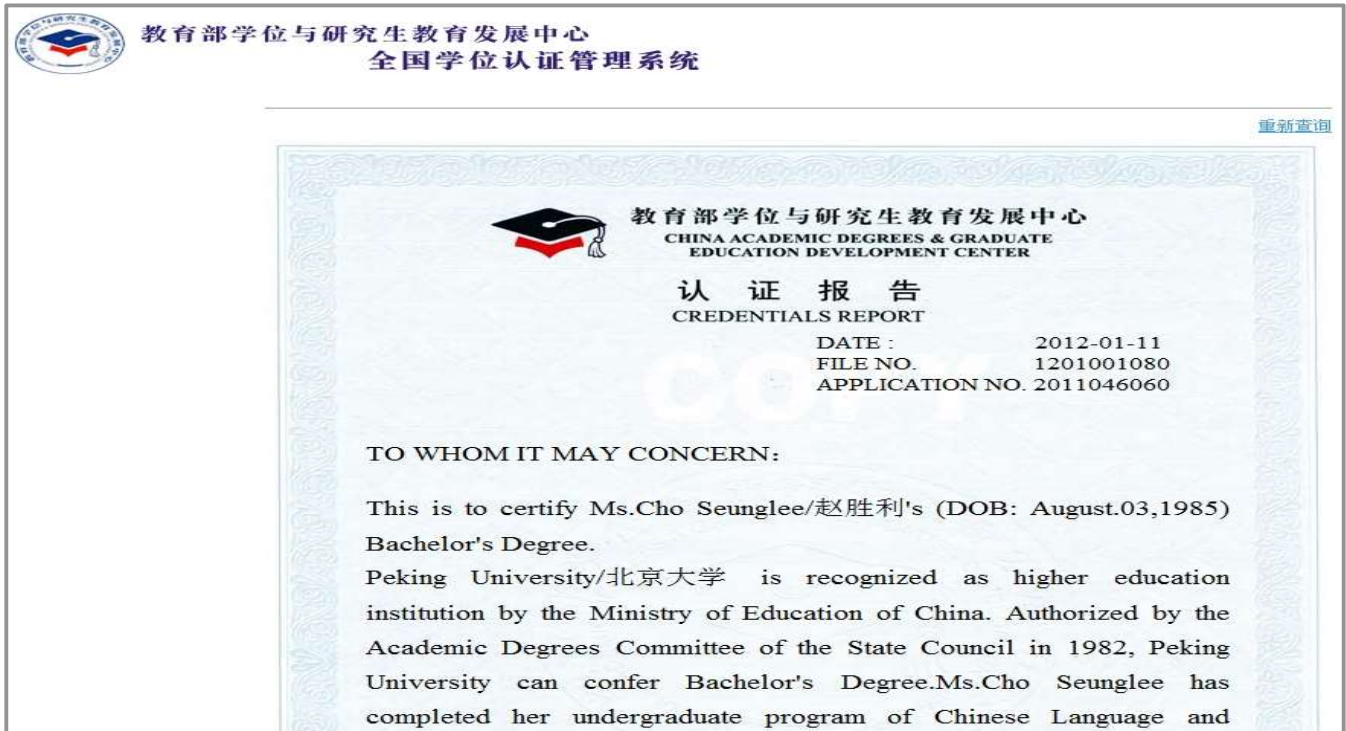 教育部学位与研究生教育发展中心
全国学位认证管理系统
重新查询
教育部学位与研究生教育发展中心
CHINA ACADEMIC DEGREES & GRADUATE
EDUCATION DEVELOPMENT CENTER
认 证 报 告
CREDENTIALS REPORT
DATE : 2012-01-11
FILE NO. 1201001080
APPLICATION NO. 2011046060
COPY
TO WHOM IT MAY CONCERN:
This is to certify Ms.Cho Seunglee/赵胜利's (DOB: August.03,1985)
Bachelor's Degree.
Peking University/北京大学 is recognized as higher education
institution by the Ministry of Education of China. Authorized by the
Academic Degrees Committee of the State Council in 1982, Peking
University can confer Bachelor's Degree.Ms.Cho Seunglee has
completed her undergraduate program of Chinese Language and